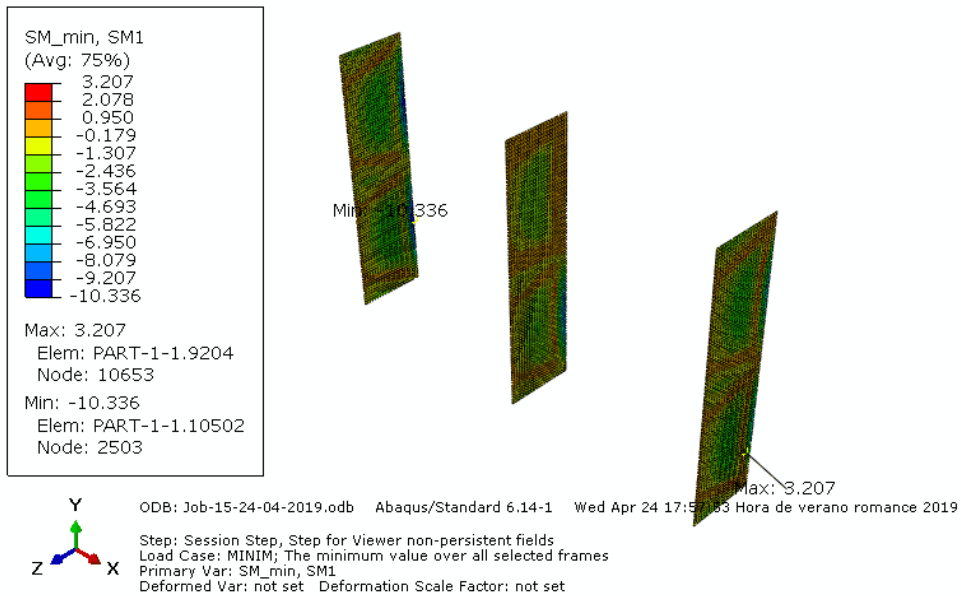 SM_min, SM1
(Avg: 75%)
3.207
2.078
0.950
-0.179
-1.307
-2.436
-3.564
-4.693
-5.822
-6.950
-8.079
-9.207
-10.336
Max: 3.207
Elem: PART-1-1.9204
Node: 10653
Min: -10.336
Elem: PART-1-1.10502
Node: 2503
Min: -10.336
Max: 3.207
Y
Z
X
ODB: Job-15-24-04-2019.odb Abaqus/Standard 6.14-1 Wed Apr 24 17:57:53 Hora de verano romance 2019
Step: Session Step, Step for Viewer non-persistent fields
Load Case: MINIM; The minimum value over all selected frames
Primary Var: SM_min, SM1
Deformed Var: not set Deformation Scale Factor: not set